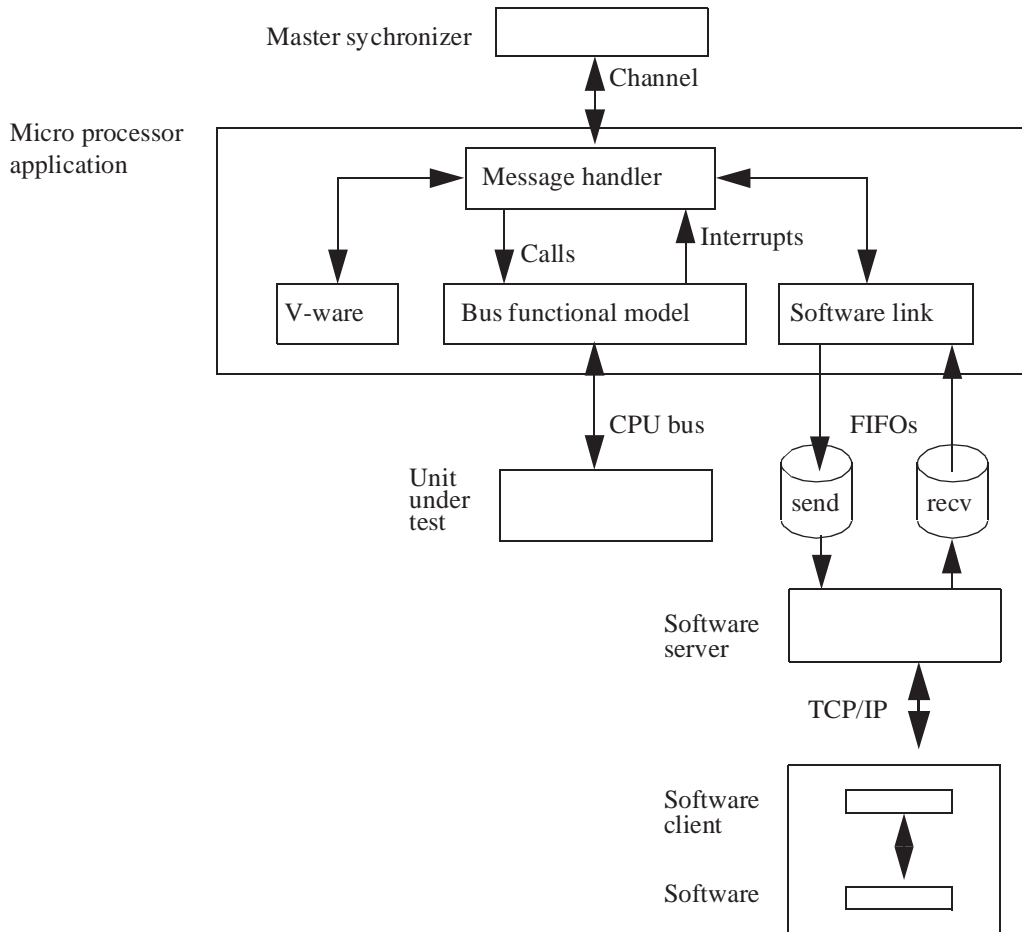 Master sychronizer
Channel
Micro processor
application
Message handler
Calls
Interrupts
V-ware
Bus functional model
Software link
CPU bus
FIFOs
Unit
under
test
send
recv
Software
server
TCP/IP
Software
client
Software